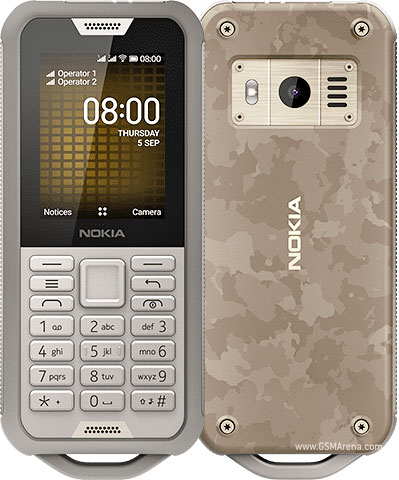 08:00
Operator 1
Operator 2
08:00
THURSDAY
5 SEP
Notices
Camera
NOKIA
1
2 abc
def 3
4 ghi
5 jkl
mno 6
7 pqrs
8 tuv
wxyz 9
* +
0
#
NOKIA
www.GSMArena.com